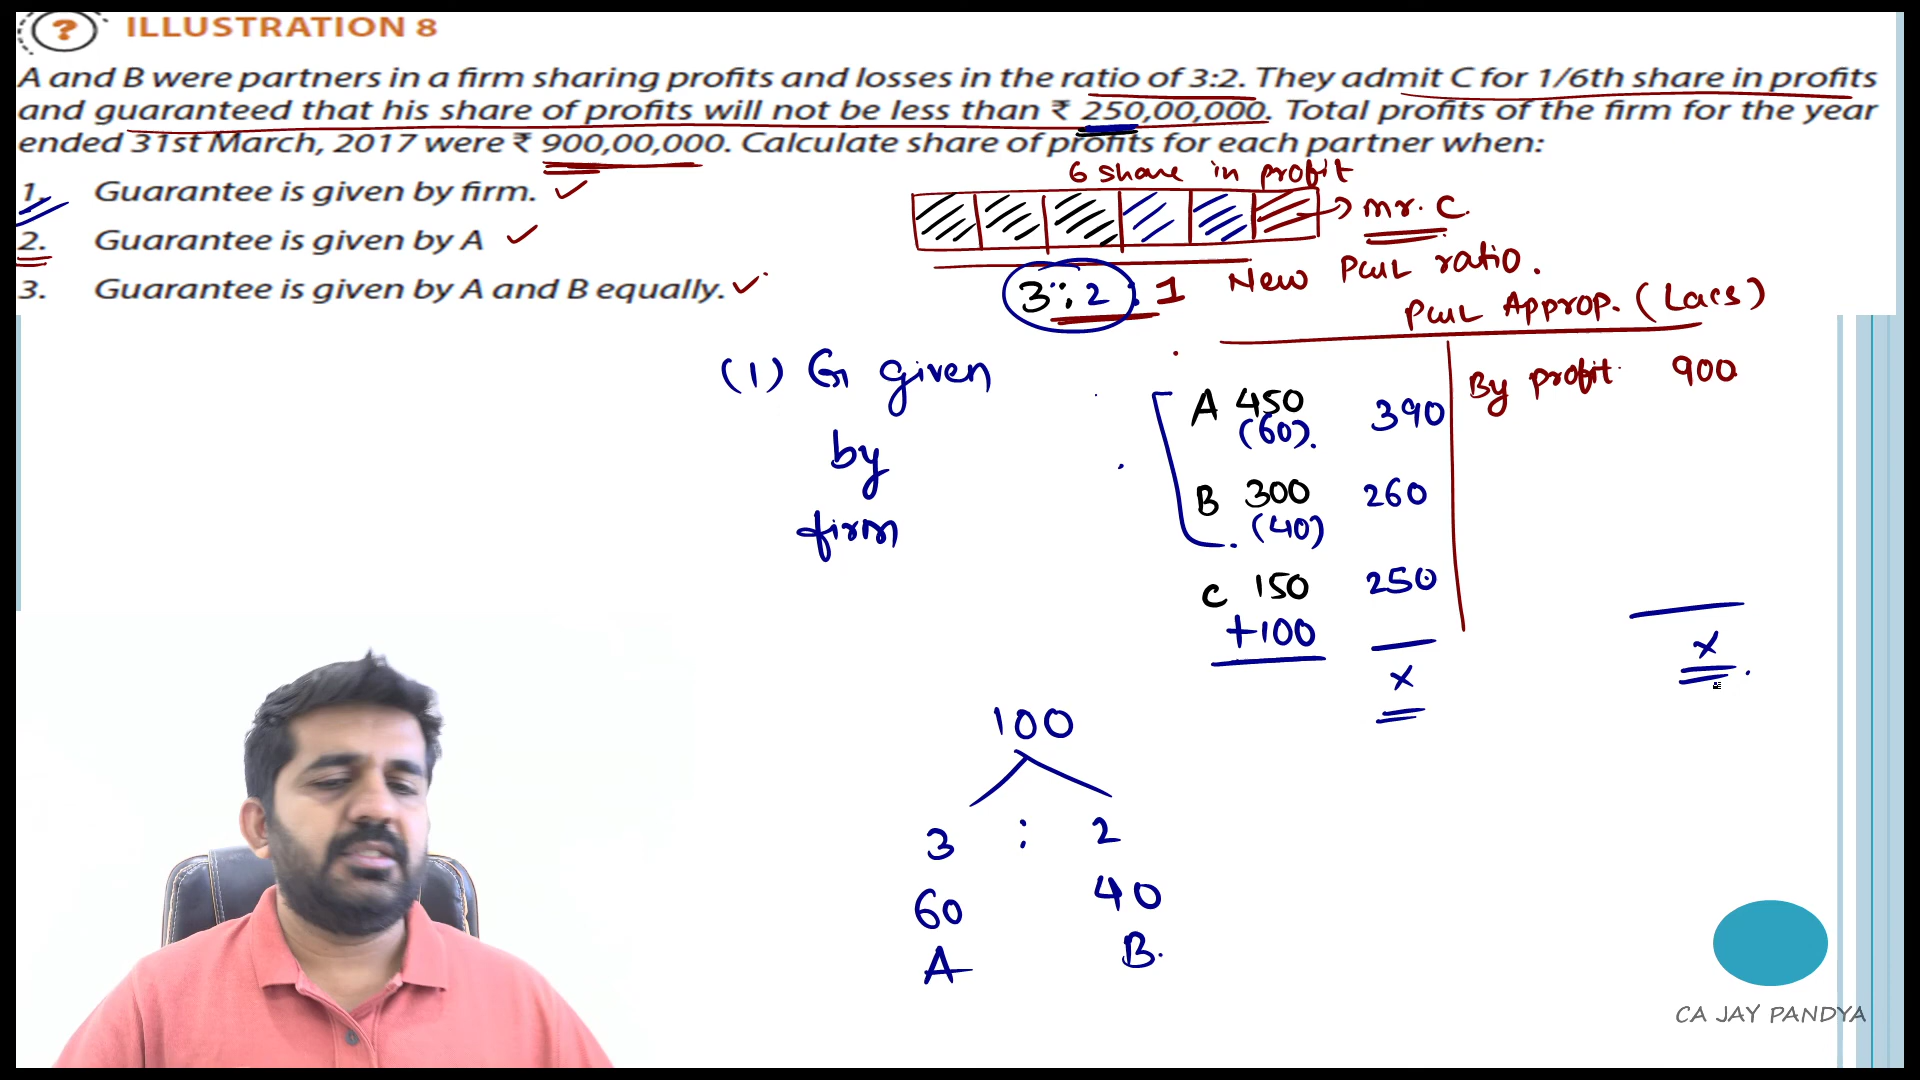 ILLUSTRATION 8
A and B were partners in a firm sharing profits and losses in the ratio of 3:2. They admit C for 1/6th share in profits
and guaranteed that his share of profits will not be less than ₹ 250,00,000. Total profits of the firm for the year
ended 31st March, 2017 were ₹ 900,00,000. Calculate share of profits for each partner when:
1. Guarantee is given by firm.
2. Guarantee is given by A
3. Guarantee is given by A and B equally.
6 share in profit
Mr. C.
3 : 2 : 1 New P&L ratio.
P&L Approp. (Lacs)
(1) G given
by
firm
A 450 390
(60).
B 300 260
(40)
C 150 250
+100
x
By profit 900
x
100
3 : 2
60 40
A B.
CA JAY PANDYA